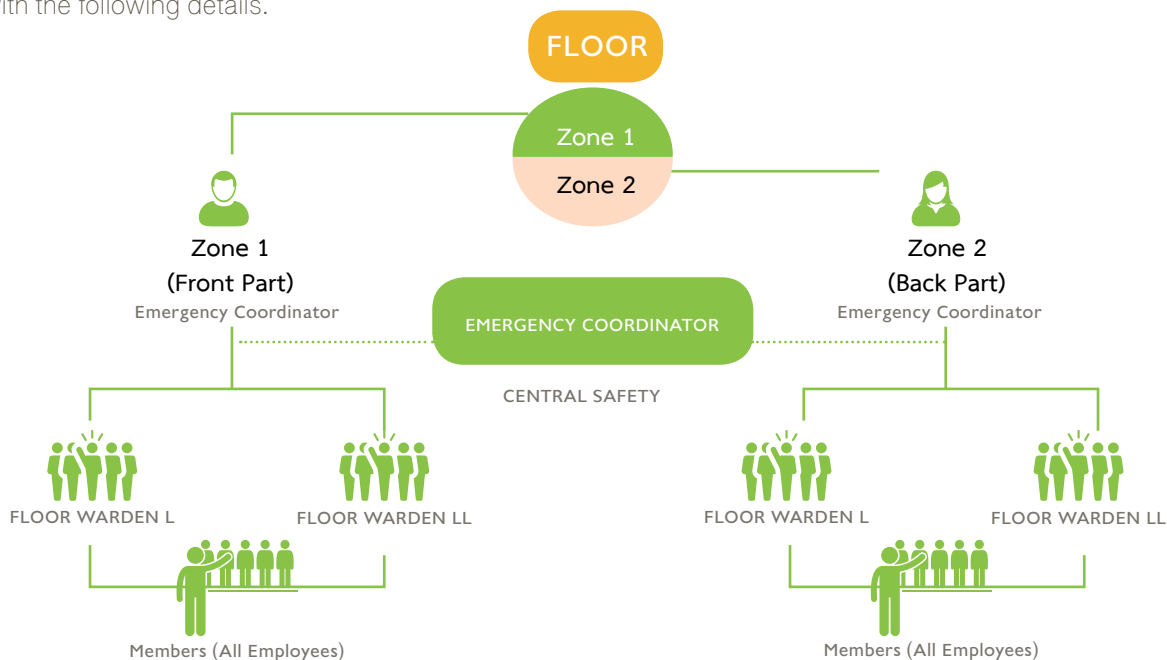 with the following details.
FLOOR
Zone 1
Zone 2
Zone 1
(Front Part)
Emergency Coordinator
Zone 2
(Back Part)
Emergency Coordinator
EMERGENCY COORDINATOR
CENTRAL SAFETY
FLOOR WARDEN L
FLOOR WARDEN LL
FLOOR WARDEN L
FLOOR WARDEN LL
Members (All Employees)
Members (All Employees)